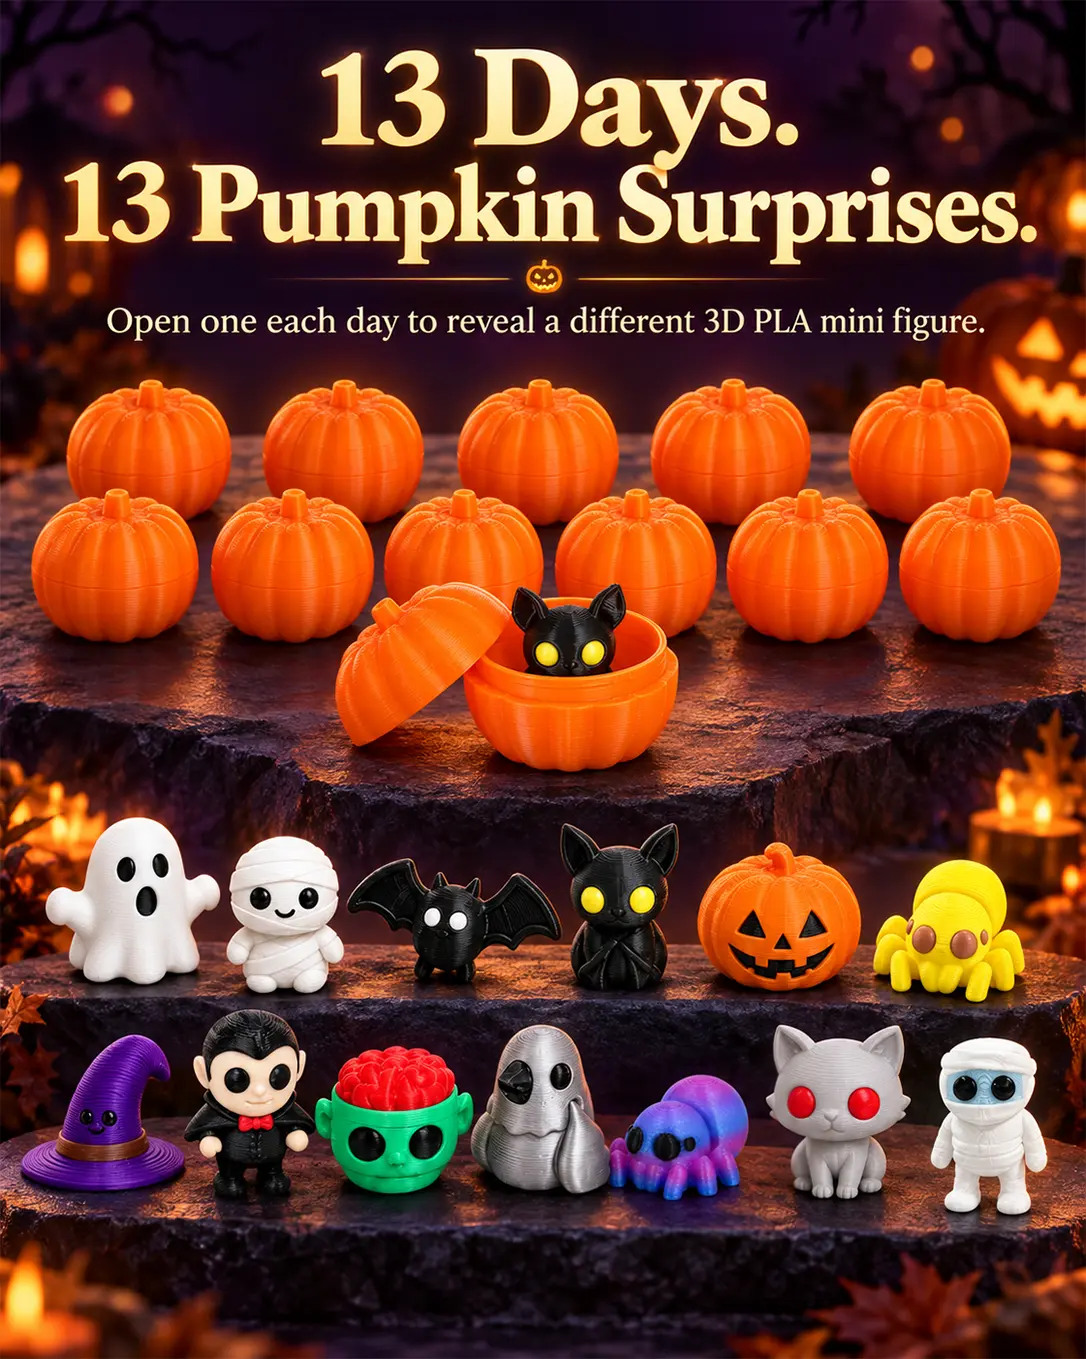 13 Days.
13 Pumpkin Surprises.
Open one each day to reveal a different 3D PLA mini figure.